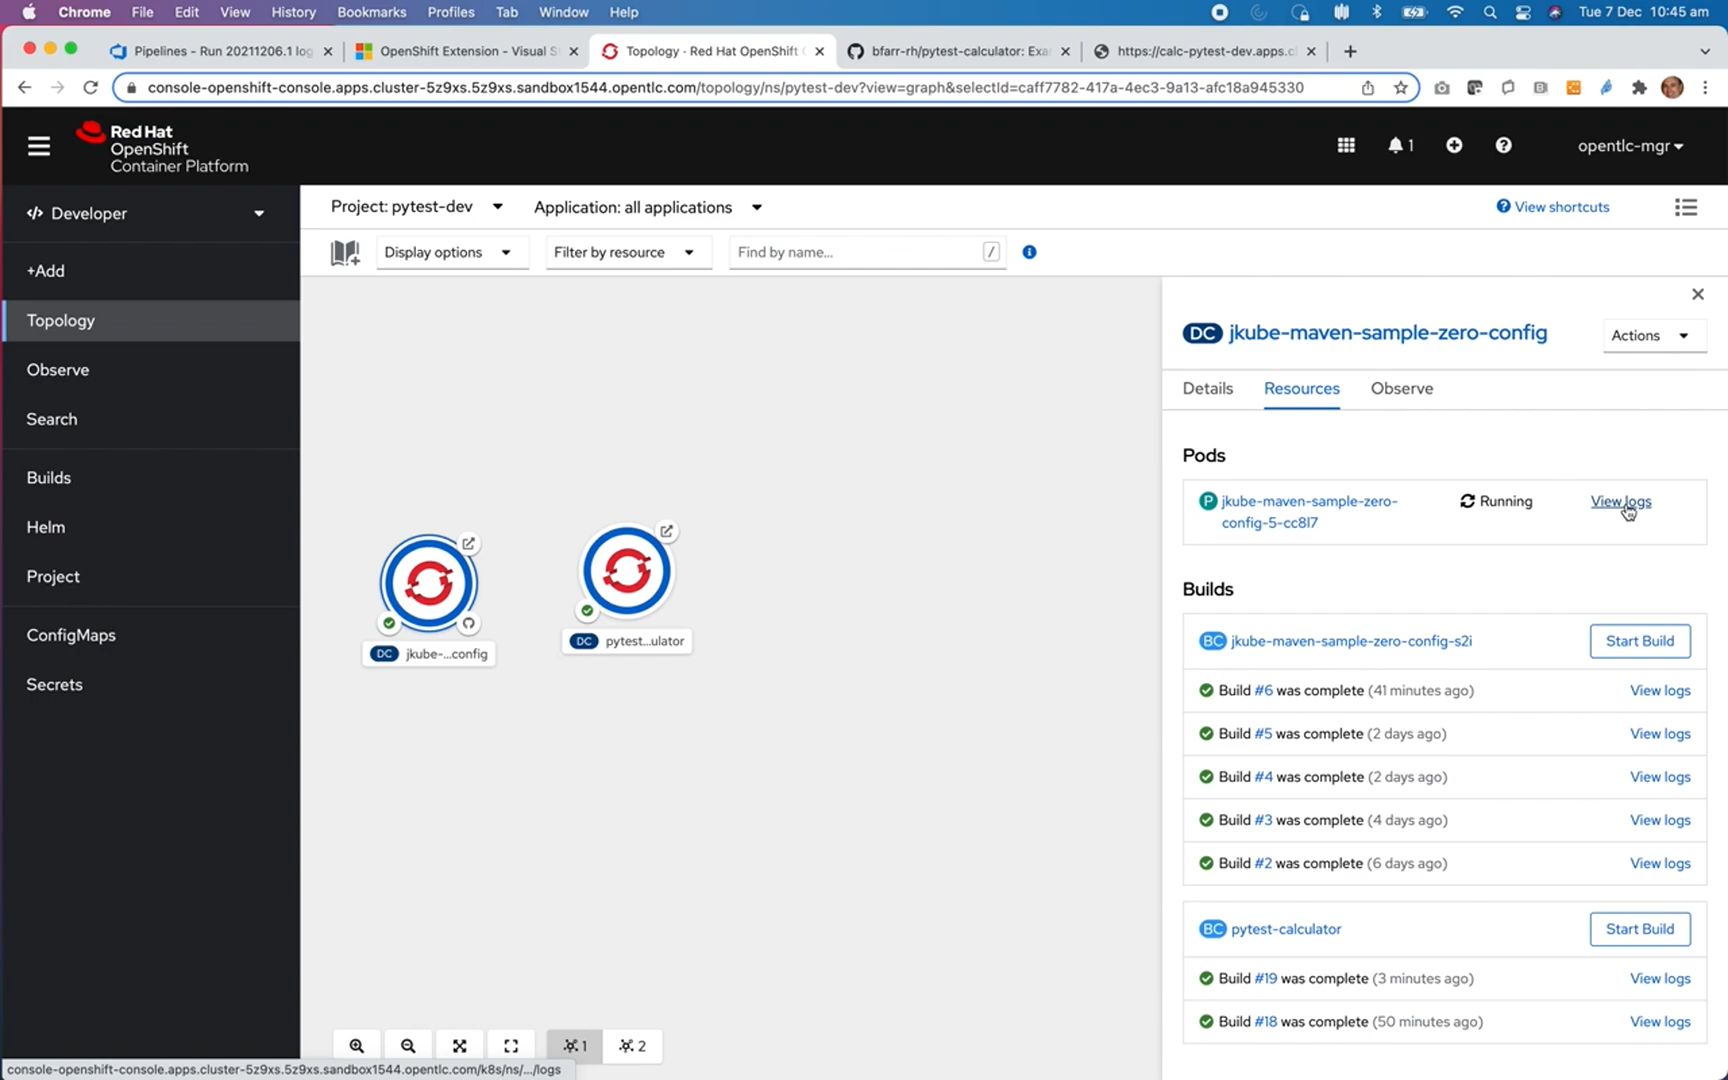 Chrome File Edit View History Bookmarks Profiles Tab Window Help Tue 7 Dec 10:45 am
Pipelines - Run 20211206.1 log OpenShift Extension - Visual S Topology · Red Hat OpenShift bfarr-rh/pytest-calculator: Exa https://calc-pytest-dev.apps.c
console-openshift-console.apps.cluster-5z9xs.5z9xs.sandbox1544.opentlc.com/topology/ns/pytest-dev?view=graph&selectId=caff7782-417a-4ec3-9a13-afc18a945330
Red Hat
OpenShift
Container Platform
1
opentlc-mgr
Developer
+Add
Topology
Observe
Search
Builds
Helm
Project
ConfigMaps
Secrets
Project: pytest-dev Application: all applications View shortcuts
Display options Filter by resource Find by name... /
DC jkube-...config
DC pytest...ulator
1 2
DC jkube-maven-sample-zero-config Actions
Details Resources Observe
Pods
P jkube-maven-sample-zero-config-5-cc8l7 Running View logs
Builds
BC jkube-maven-sample-zero-config-s2i Start Build
Build #6 was complete (41 minutes ago) View logs
Build #5 was complete (2 days ago) View logs
Build #4 was complete (2 days ago) View logs
Build #3 was complete (4 days ago) View logs
Build #2 was complete (6 days ago) View logs
BC pytest-calculator Start Build
Build #19 was complete (3 minutes ago) View logs
Build #18 was complete (50 minutes ago) View logs
console-openshift-console.apps.cluster-5z9xs.5z9xs.sandbox1544.opentlc.com/k8s/ns/.../logs